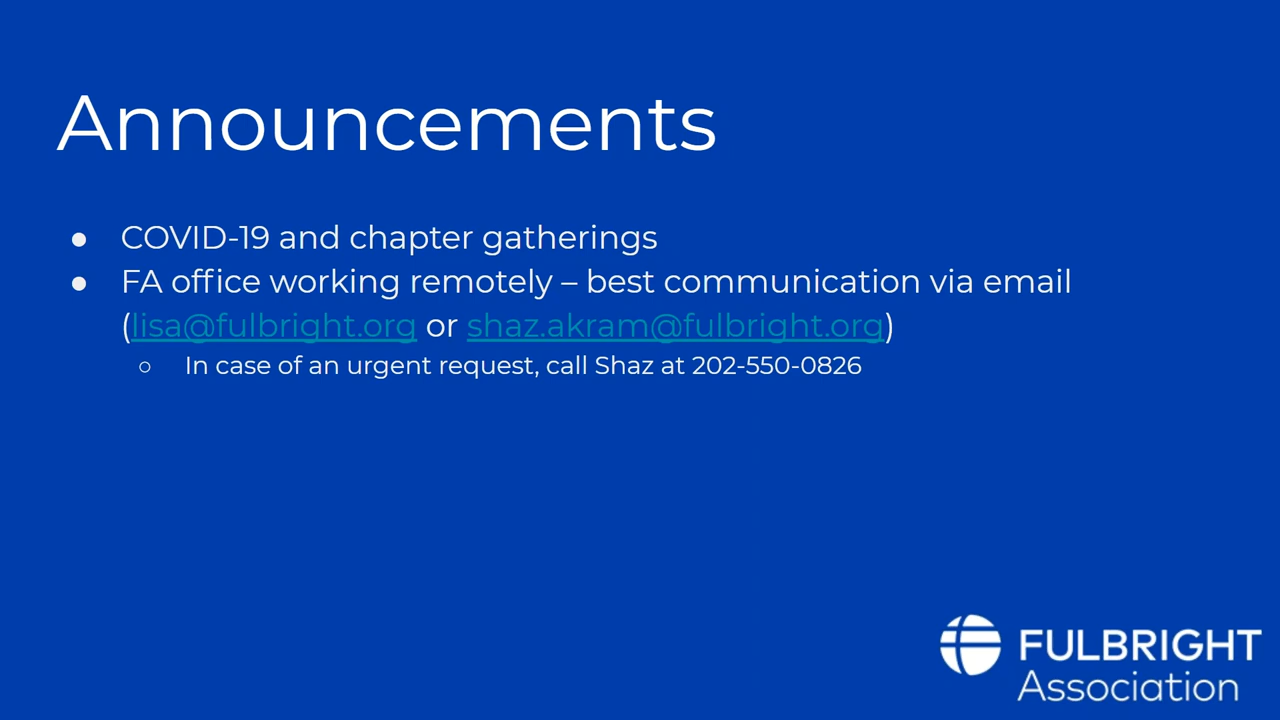 Announcements
● COVID-19 and chapter gatherings
● FA office working remotely – best communication via email
(lisa@fulbright.org or shaz.akram@fulbright.org)
○ In case of an urgent request, call Shaz at 202-550-0826
FULBRIGHT
Association